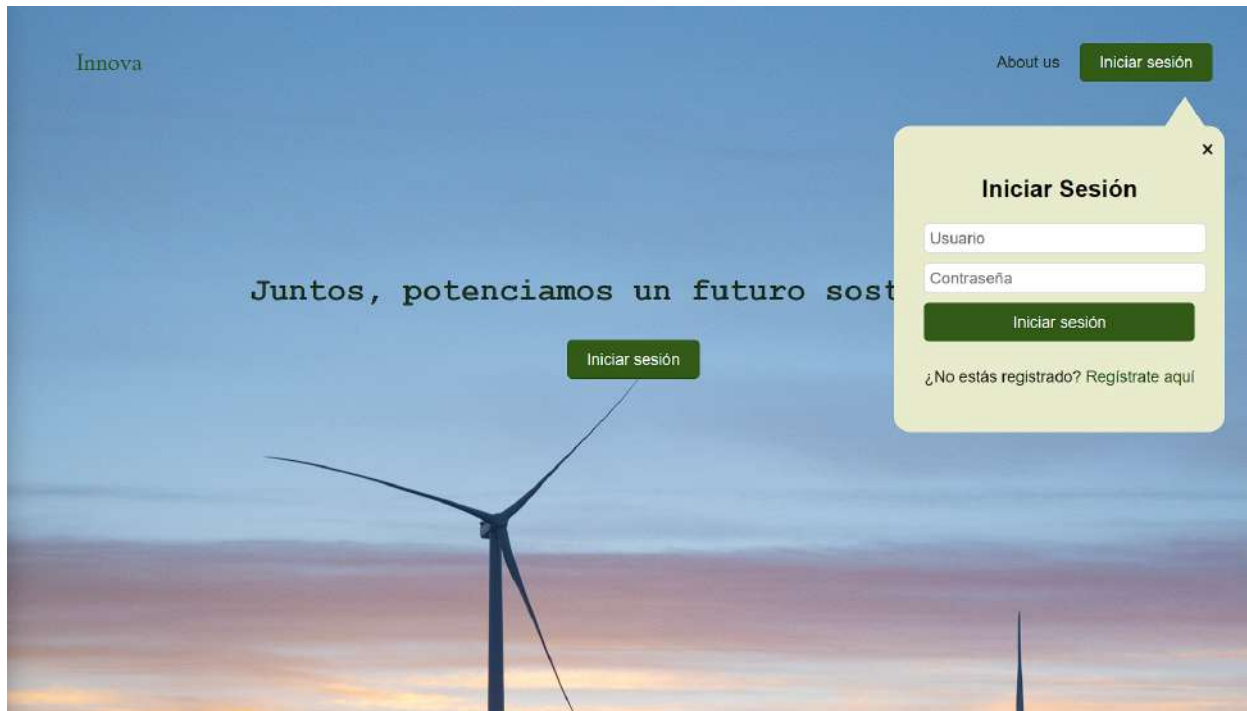 Innova
About us
Iniciar sesión
×
Iniciar Sesión
Usuario
Contraseña
Iniciar sesión
¿No estás registrado? Regístrate aquí
Juntos, potenciamos un futuro sost
Iniciar sesión